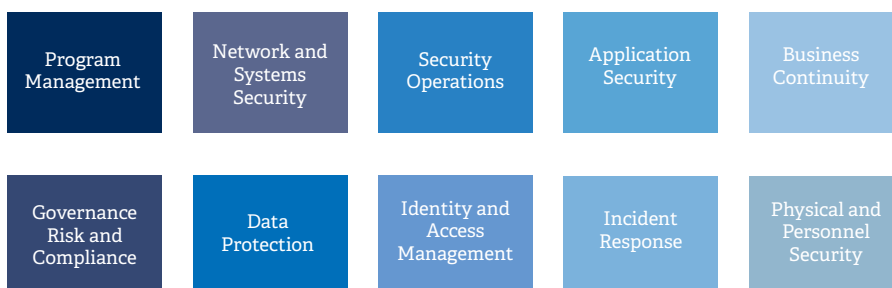 Program
Management
Network and
Systems
Security
Security
Operations
Application
Security
Business
Continuity
Governance
Risk and
Compliance
Data
Protection
Identity and
Access
Management
Incident
Response
Physical and
Personnel
Security